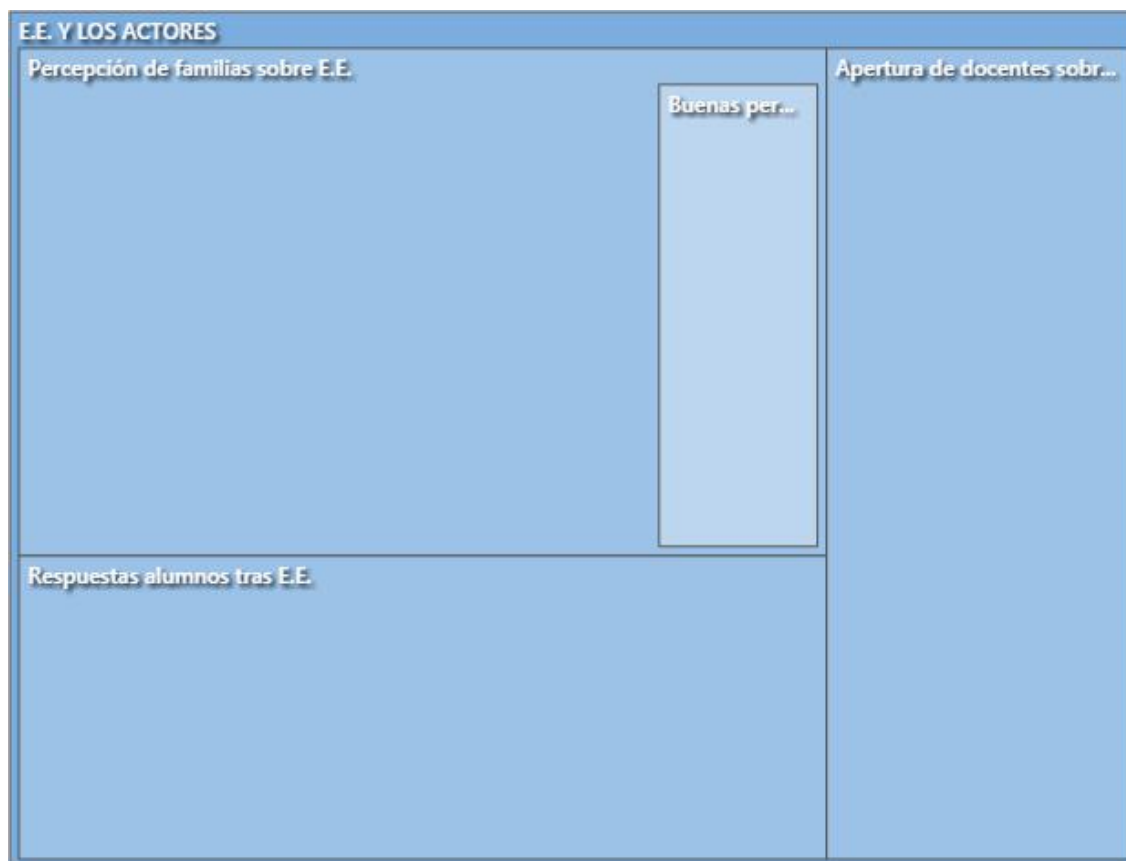 E.E. Y LOS ACTORES
Percepción de familias sobre E.E.
Apertura de docentes sobr...
Buenas per...
Respuestas alumnos tras E.E.